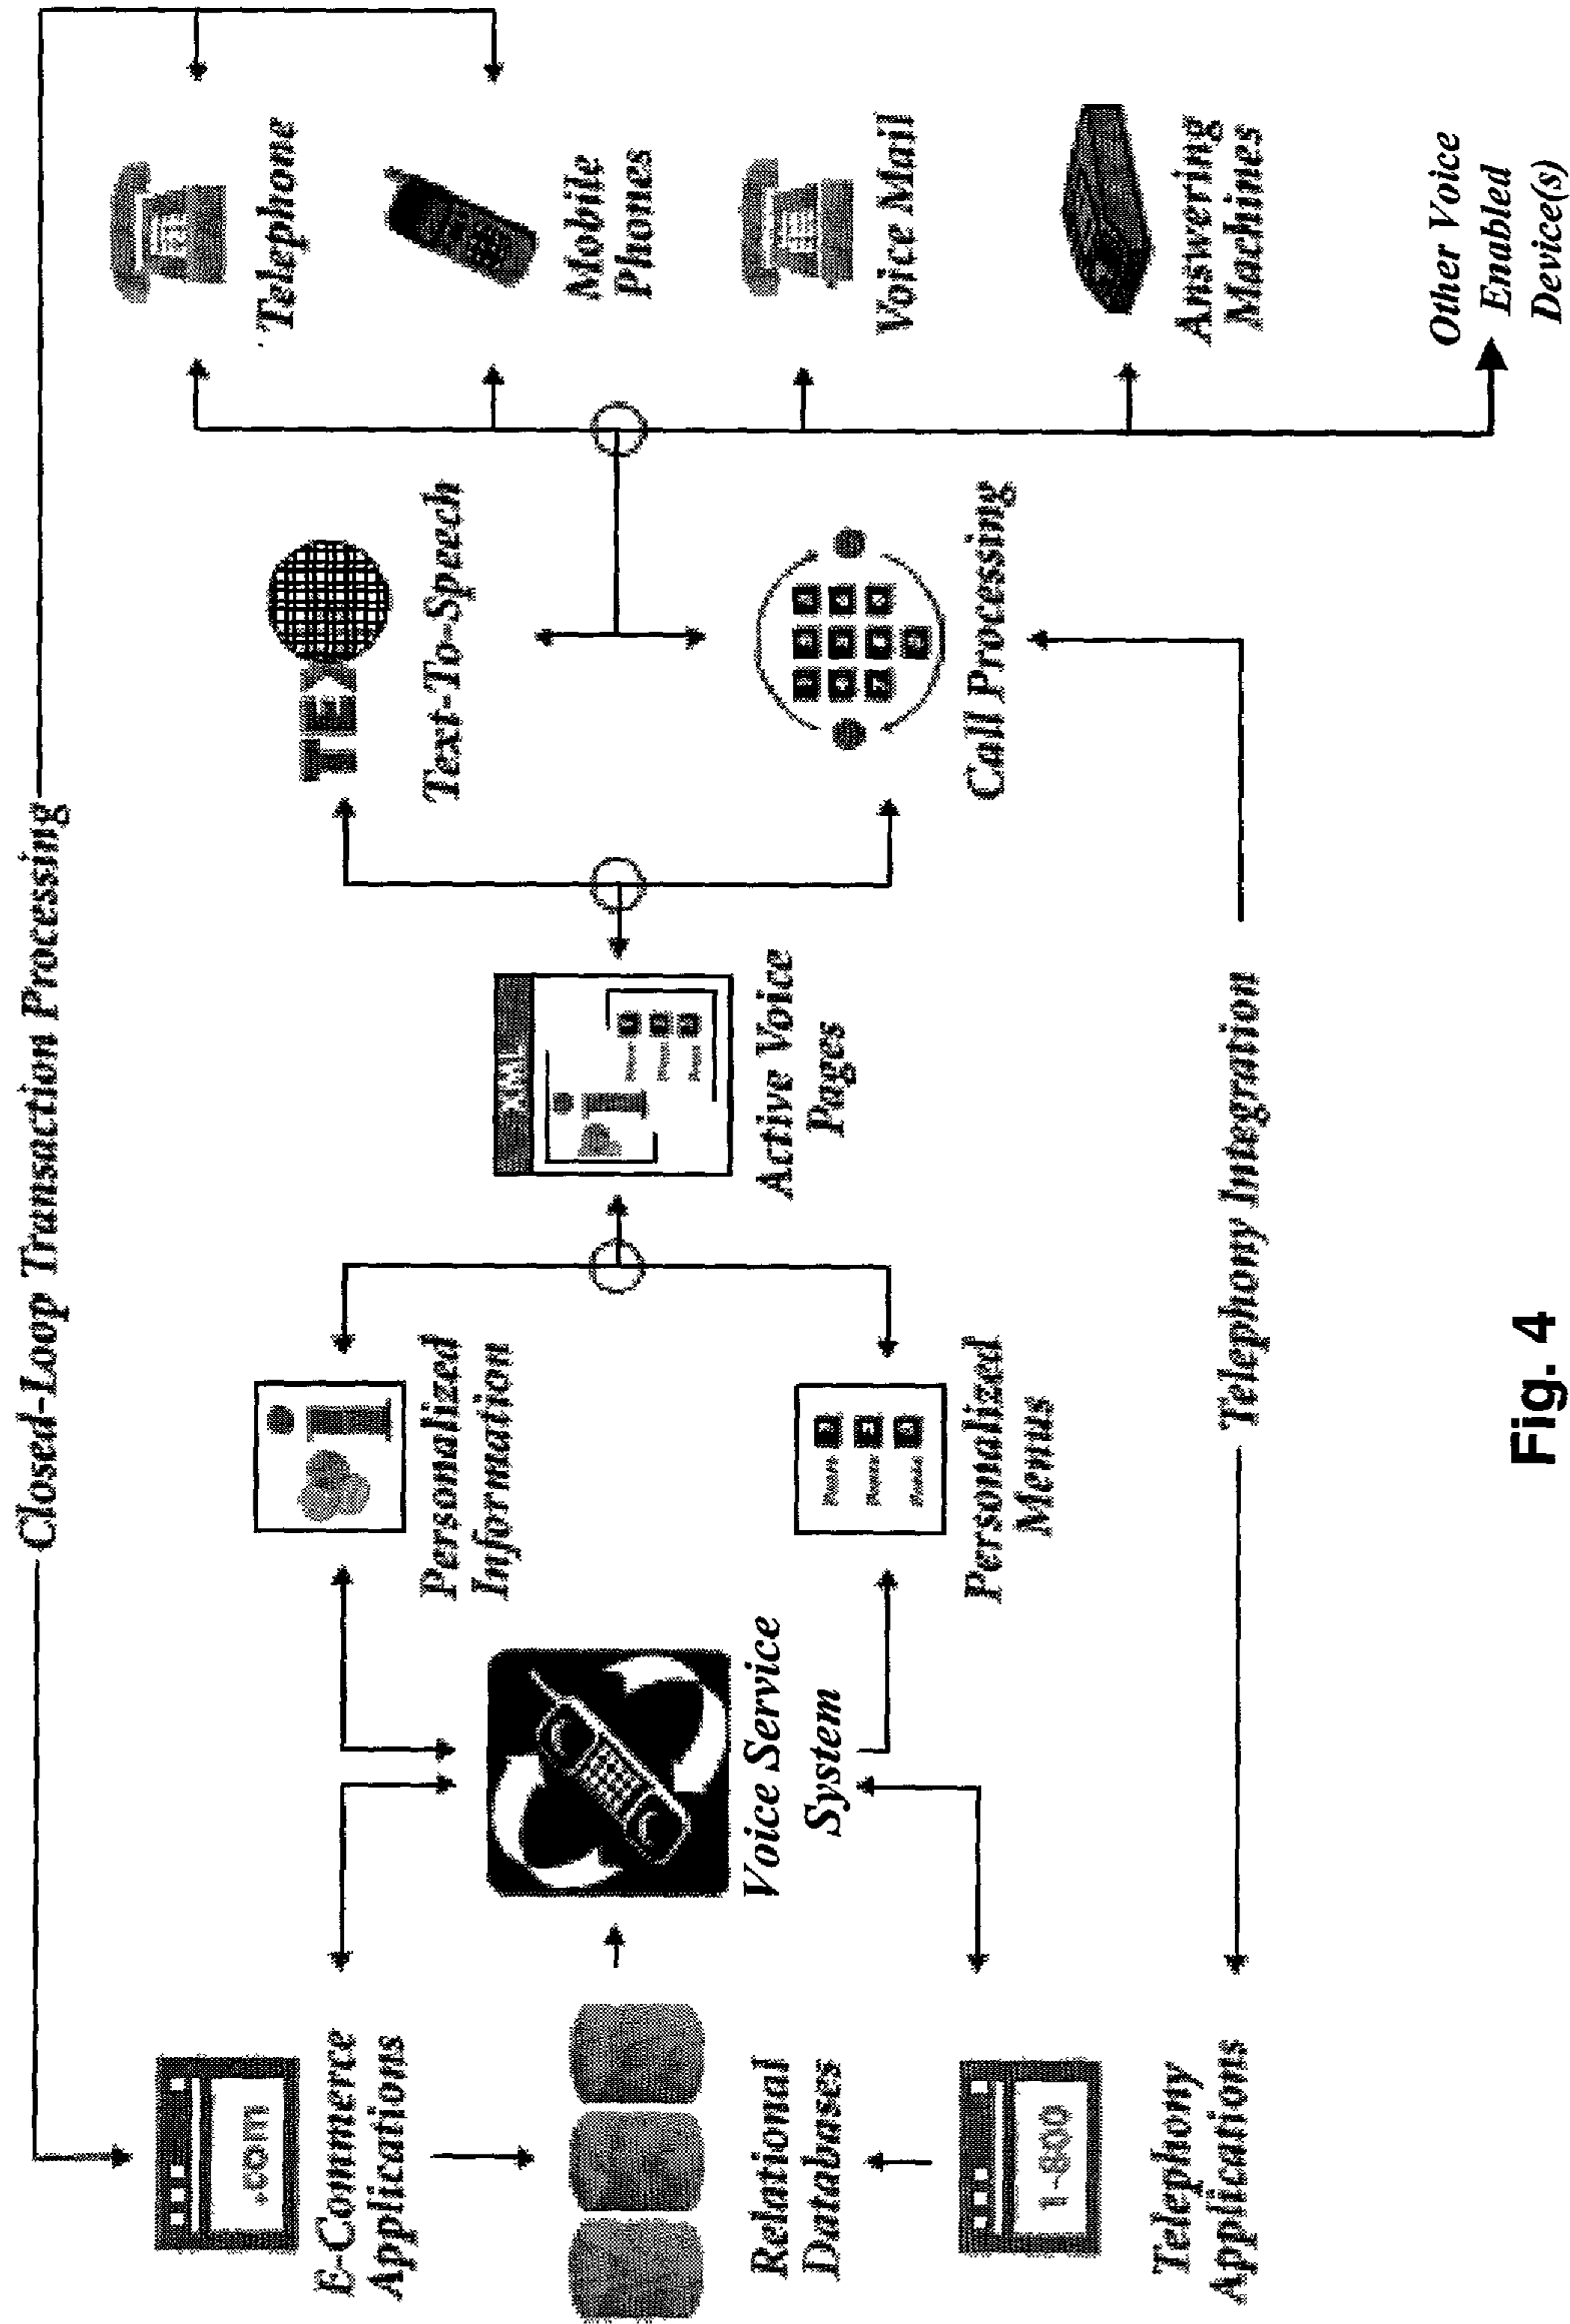 Closed-Loop Transaction Processing
.com
E-Commerce
Applications
Relational
Databases
1-800
Telephony
Applications
Voice Service
System
Personalized
Information
Personalized
Menus
XML
Active Voice
Pages
TEX
Text-To-Speech
Call Processing
Telephone
Mobile
Phones
Voice Mail
Answering
Machines
Other Voice
Enabled
Device(s)
Telephony Integration
Fig. 4